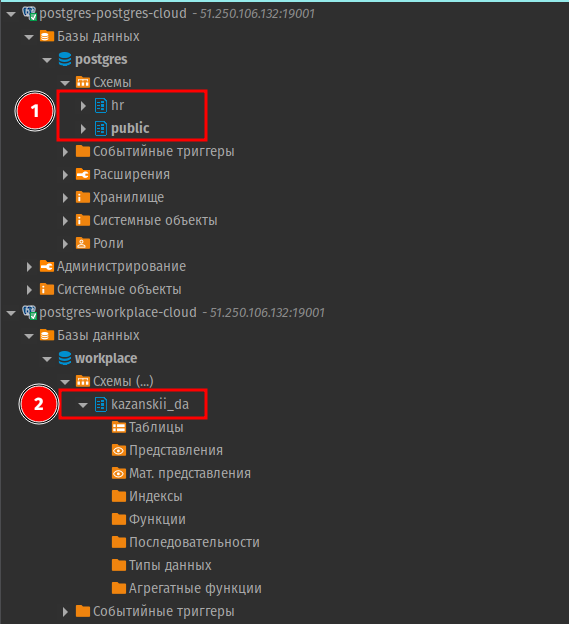 postgres-postgres-cloud - 51.250.106.132:19001
Базы данных
postgres
Схемы
1
hr
public
Событийные триггеры
Расширения
Хранилище
Системные объекты
Роли
Администрирование
Системные объекты
postgres-workplace-cloud - 51.250.106.132:19001
Базы данных
workplace
Схемы (...)
2 kazanskii_da
Таблицы
Представления
Мат. представления
Индексы
Функции
Последовательности
Типы данных
Агрегатные функции
Событийные триггеры